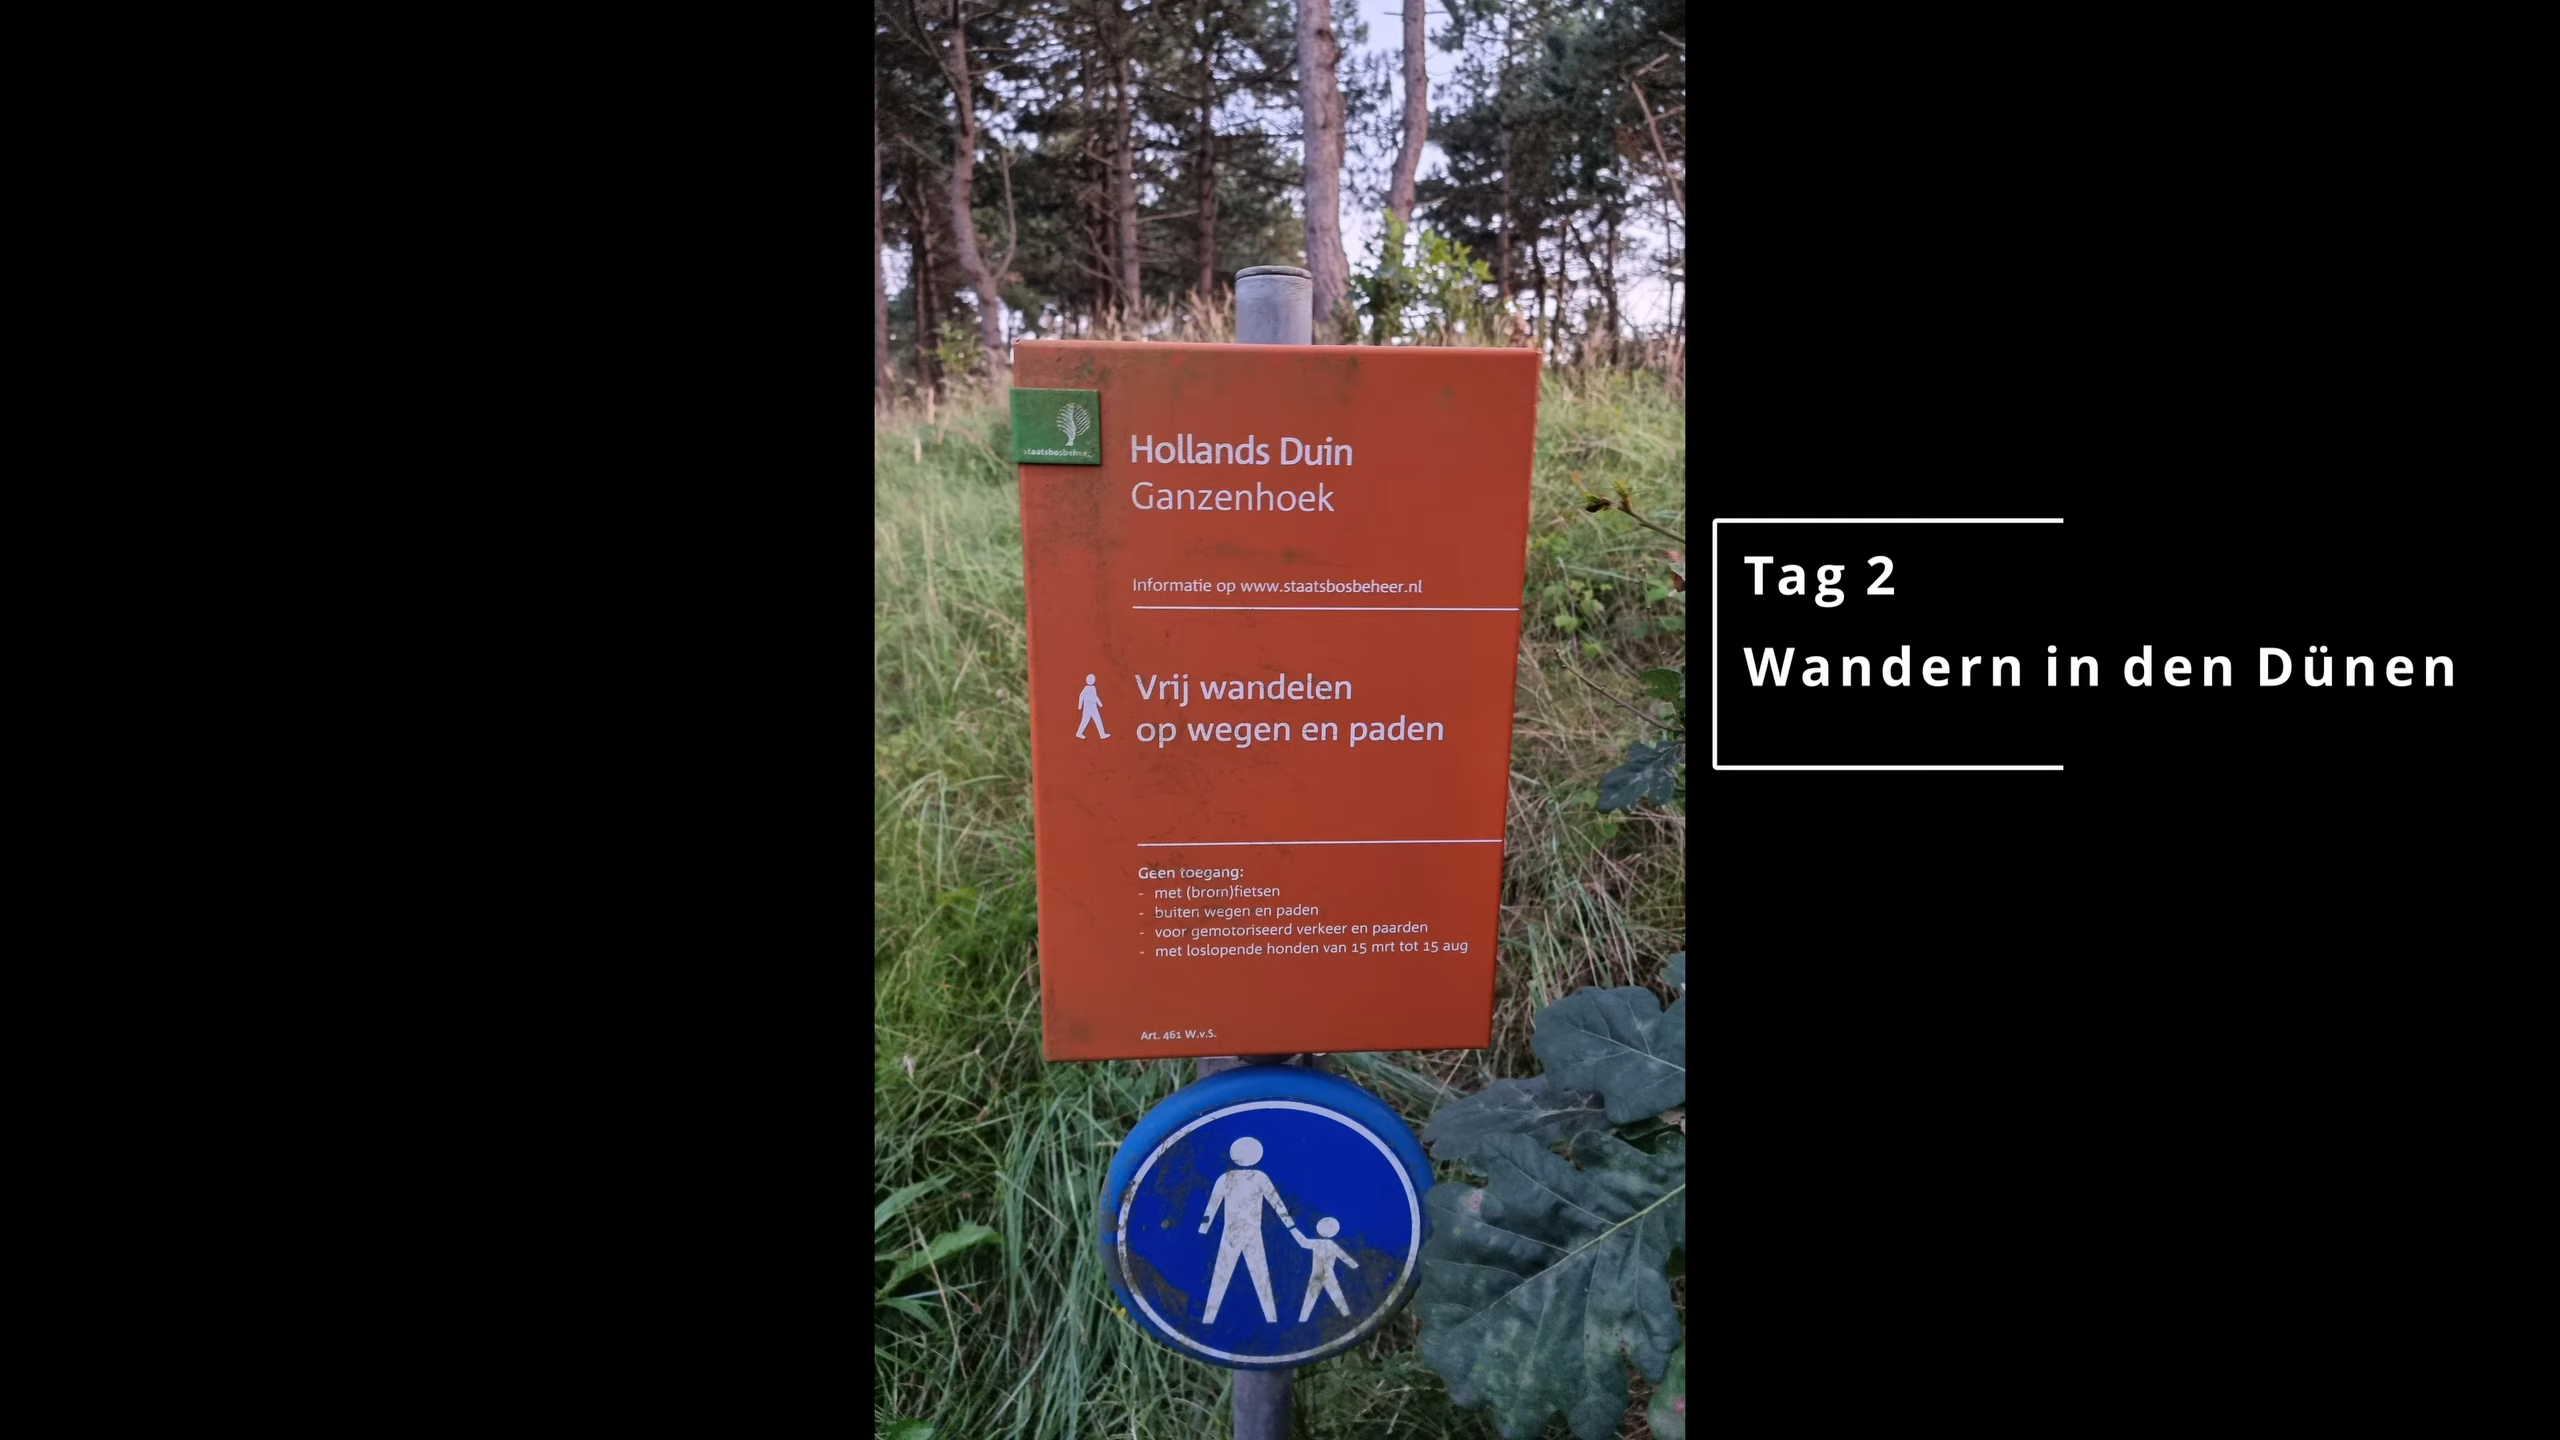 staatsbosbeheer
Hollands Duin
Ganzenhoek
Informatie op www.staatsbosbeheer.nl
Vrij wandelen
op wegen en paden
Geen toegang:
- met (brom)fietsen
- buiten wegen en paden
- voor gemotoriseerd verkeer en paarden
- met loslopende honden van 15 mrt tot 15 aug
Art. 461 W.v.S.
Tag 2
Wandern in den Dünen